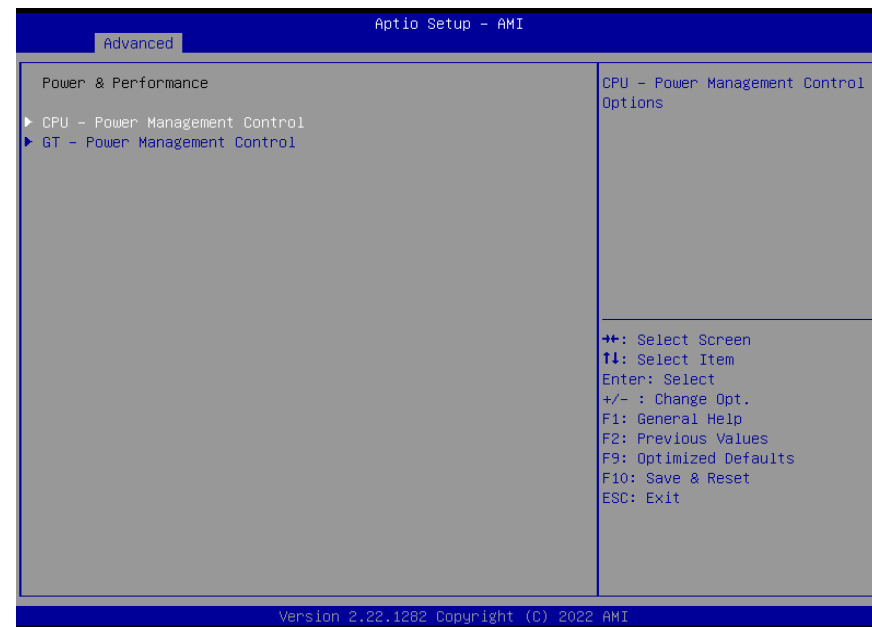 Aptio Setup – AMI
Advanced
Power & Performance
▶ CPU – Power Management Control
▶ GT – Power Management Control
CPU – Power Management Control
Options
→←: Select Screen
↑↓: Select Item
Enter: Select
+/– : Change Opt.
F1: General Help
F2: Previous Values
F9: Optimized Defaults
F10: Save & Reset
ESC: Exit
Version 2.22.1282 Copyright (C) 2022 AMI